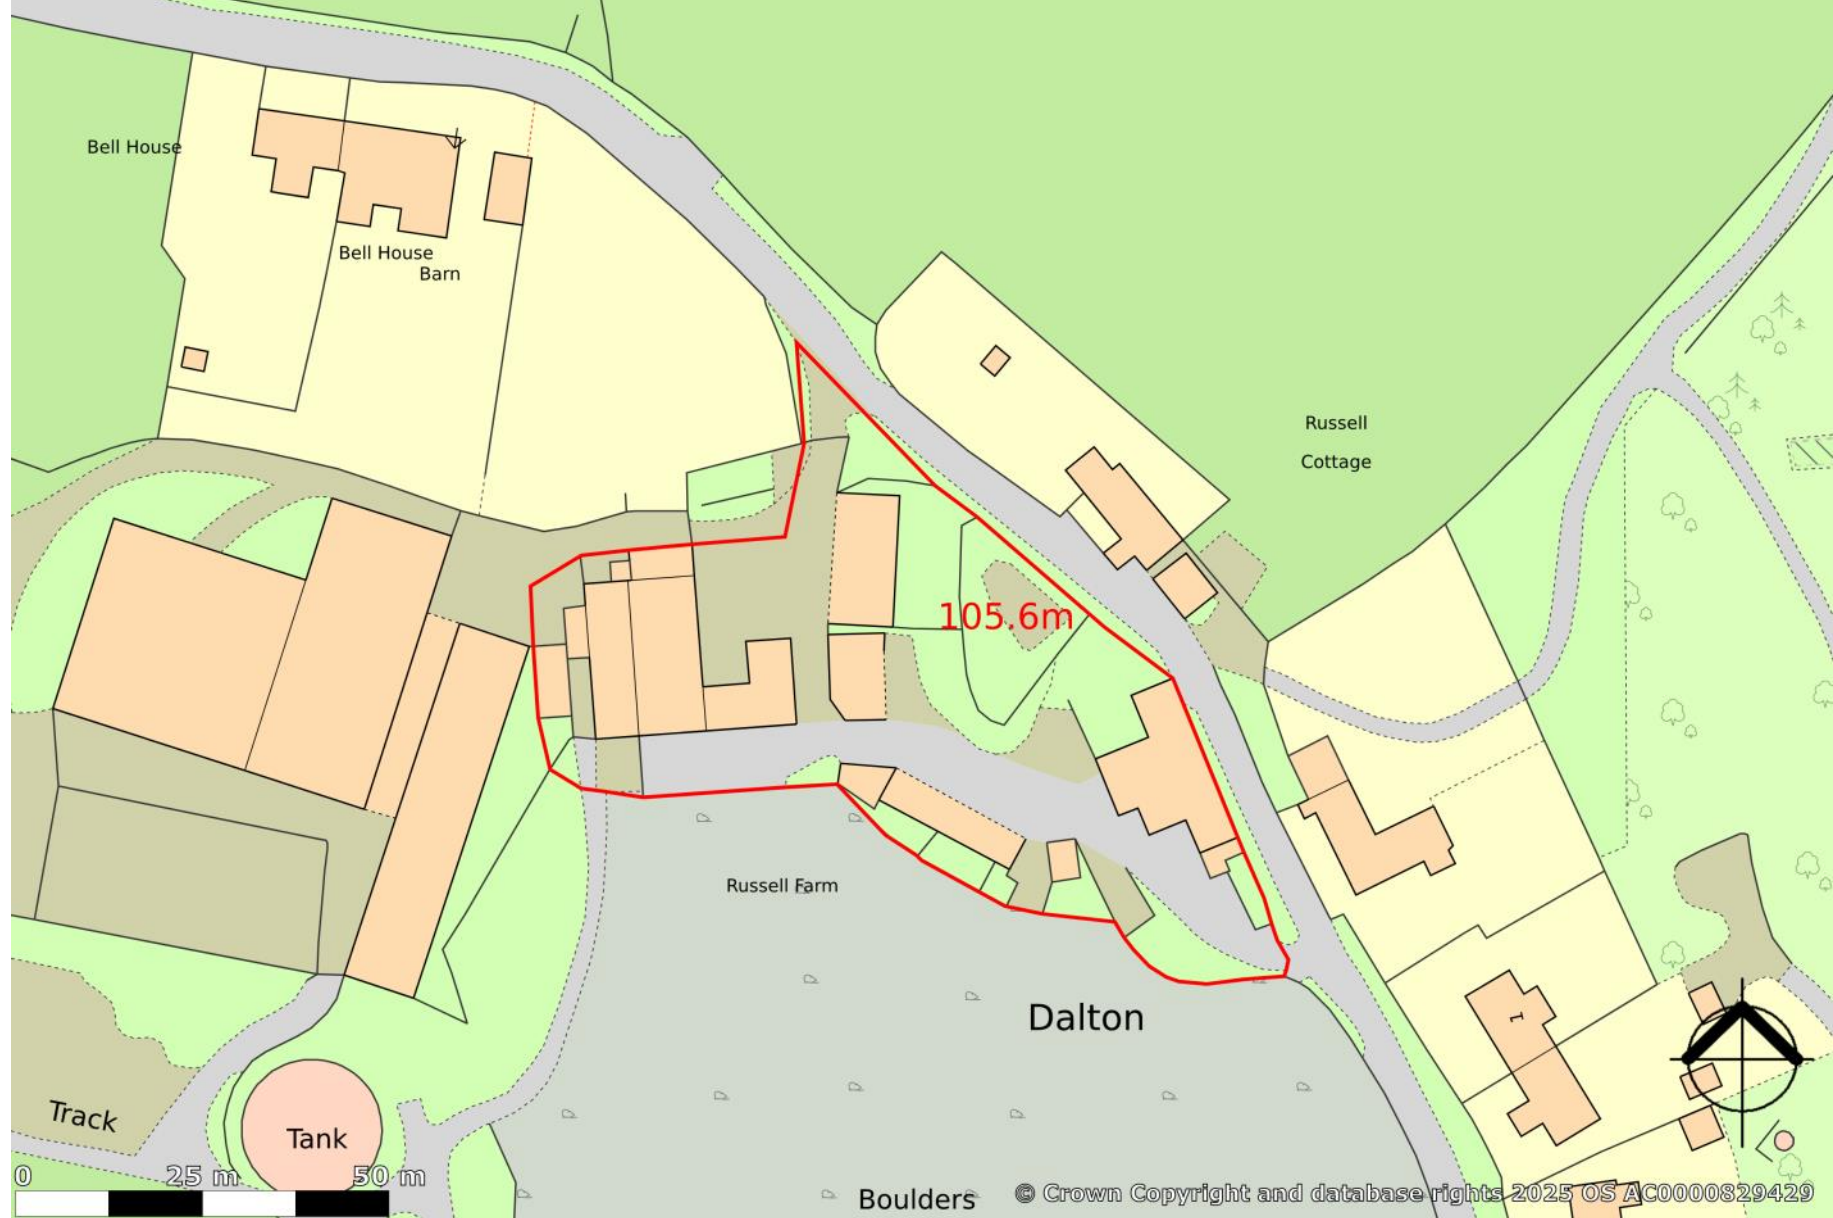 Bell House
Bell House
Barn
Russell
Cottage
105.6m
Russell Farm
Dalton
1
Track
Tank
0
25 m
50 m
Boulders
© Crown Copyright and database rights 2025 OS AC0000829429